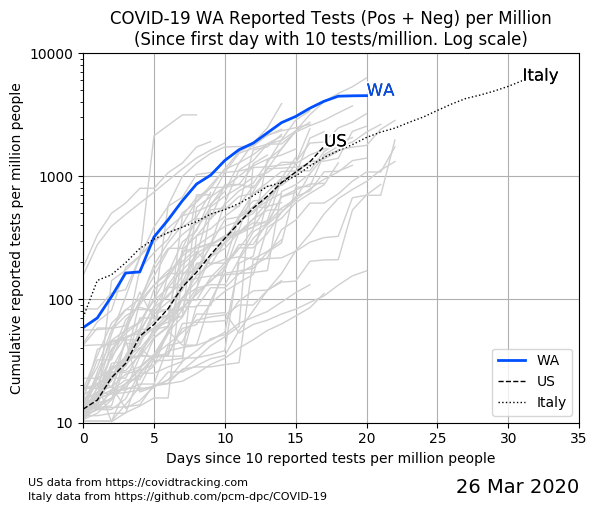 COVID-19 WA Reported Tests (Pos + Neg) per Million
(Since first day with 10 tests/million. Log scale)
Cumulative reported tests per million people
10000
1000
100
10
WA
US
Italy
WA
US
Italy
0
5
10
15
20
25
30
35
Days since 10 reported tests per million people
US data from https://covidtracking.com
Italy data from https://github.com/pcm-dpc/COVID-19
26 Mar 2020